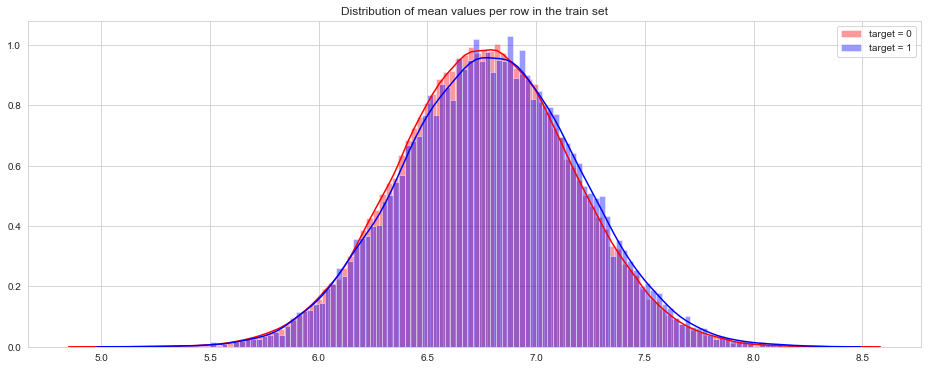 Distribution of mean values per row in the train set
target = 0
target = 1
1.0
0.8
0.6
0.4
0.2
0.0
5.0 5.5 6.0 6.5 7.0 7.5 8.0 8.5